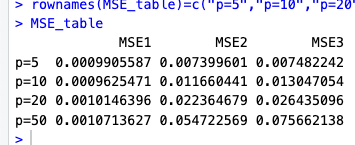 > rownames(MSE_table)=c("p=5","p=10","p=20"
> MSE_table
MSE1 MSE2 MSE3
p=5 0.0009905587 0.007399601 0.007482242
p=10 0.0009625471 0.011660441 0.013047054
p=20 0.0010146395 0.022364679 0.026435096
p=50 0.0010713627 0.054722569 0.075662138
>